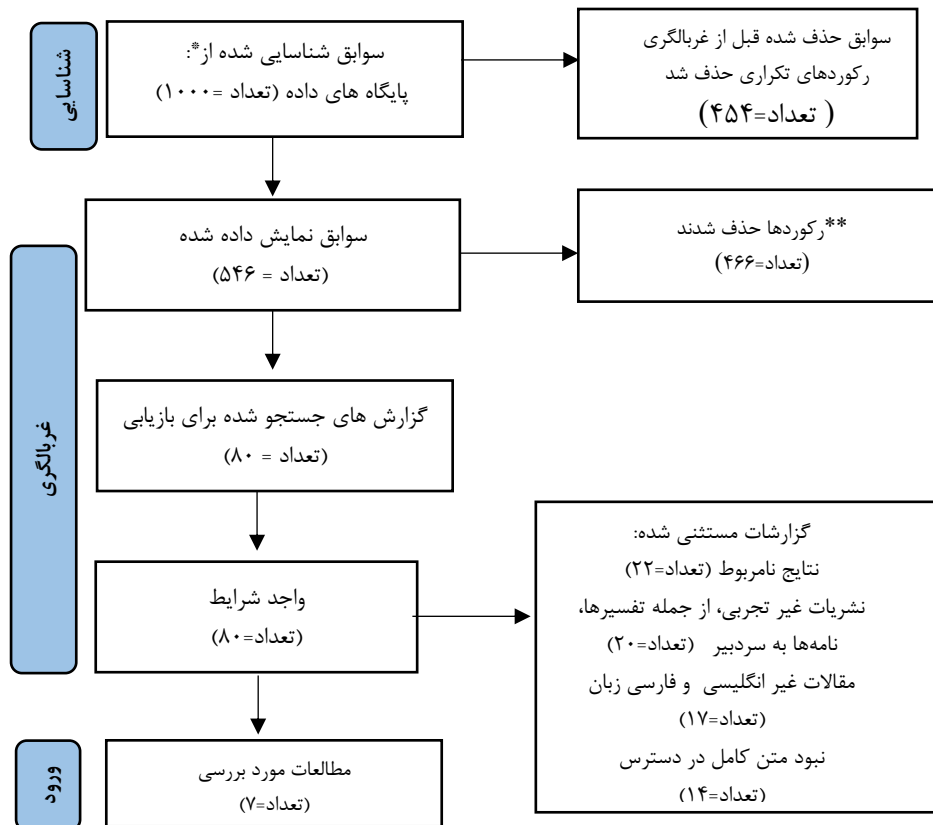 شناسایی
سوابق شناسایی شده از*:
پایگاه های داده (تعداد =۱۰۰۰)
سوابق حذف شده قبل از غربالگری
رکوردهای تکراری حذف شد
( تعداد=۴۵۴)
غربالگری
سوابق نمایش داده شده
(تعداد = ۵۴۶)
**رکوردها حذف شدند
(تعداد=۴۶۶)
گزارش های جستجو شده برای بازیابی
(تعداد = ۸۰)
واجد شرایط
(تعداد=۸۰)
گزارشات مستثنی شده:
نتایج نامربوط (تعداد=۲۲)
نشریات غیر تجربی، از جمله تفسیرها،
نامه‌ها به سردبیر (تعداد=۲۰)
مقالات غیر انگلیسی و فارسی زبان
(تعداد=۱۷)
نبود متن کامل در دسترس
(تعداد=۱۴)
ورود
مطالعات مورد بررسی
(تعداد=۷)